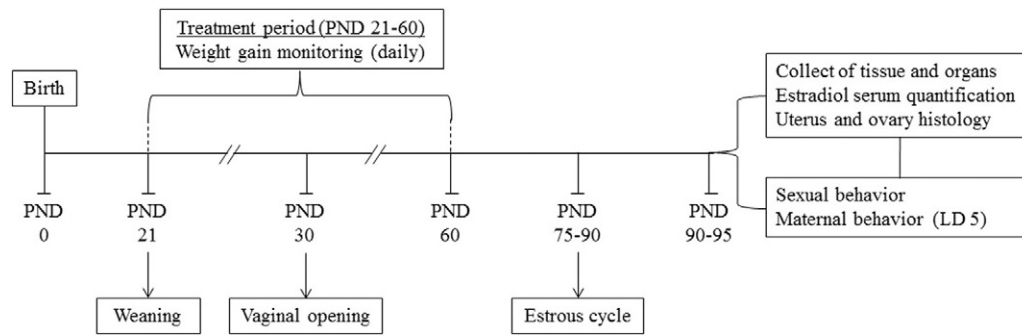 Treatment period (PND 21-60)
Weight gain monitoring (daily)
Birth
Collect of tissue and organs
Estradiol serum quantification
Uterus and ovary histology
Sexual behavior
Maternal behavior (LD 5)
PND
0
PND
21
PND
30
PND
60
PND
75-90
PND
90-95
Weaning
Vaginal opening
Estrous cycle